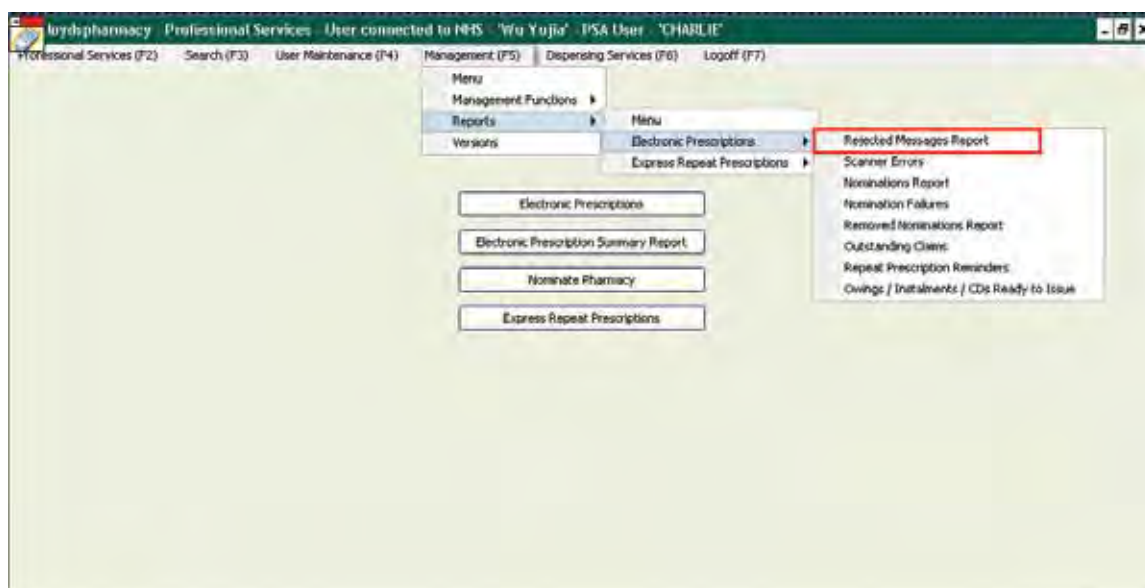 loydspharmacy Professional Services User connected to NHS 'Wu Yujia' PSA User 'CHARLIE'
Professional Services (F2) Search (F3) User Maintenance (F4) Management (F5) Dispensing Services (F6) Logoff (F7)
Menu
Management Functions
Reports
Versions
Menu
Electronic Prescriptions
Express Repeat Prescriptions
Rejected Messages Report
Scanner Errors
Nominations Report
Nomination Failures
Removed Nominations Report
Outstanding Claims
Repeat Prescription Reminders
Owings / Instalments / CDs Ready to Issue
Electronic Prescriptions
Electronic Prescription Summary Report
Nominate Pharmacy
Express Repeat Prescriptions